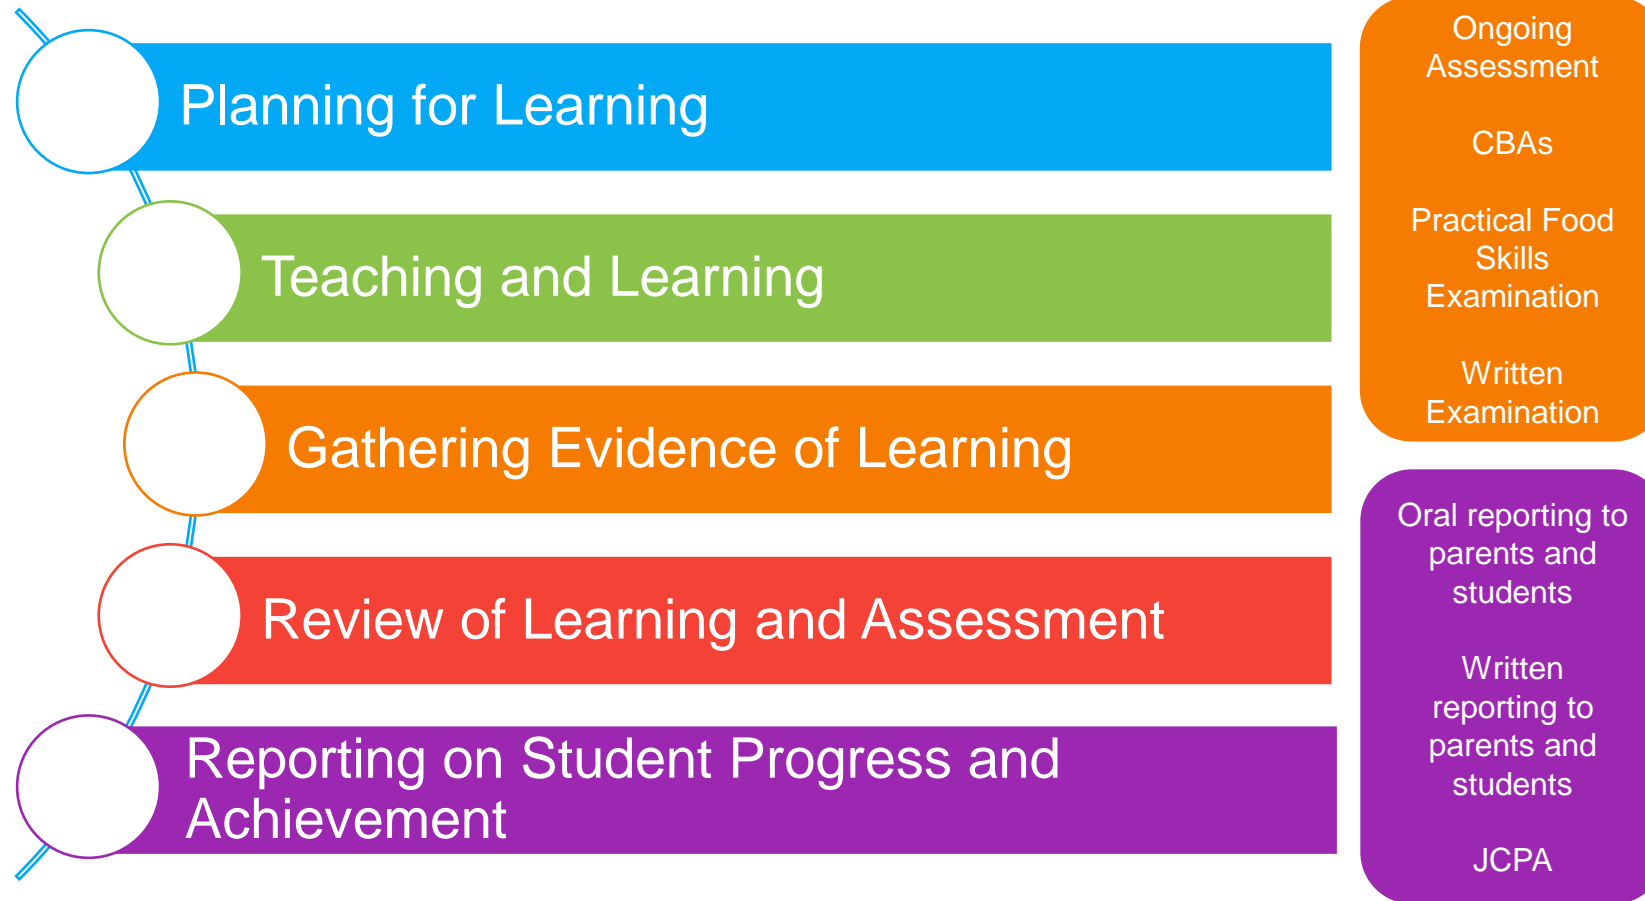 Planning for Learning
Teaching and Learning
Gathering Evidence of Learning
Review of Learning and Assessment
Reporting on Student Progress and
Achievement
Ongoing
Assessment
CBAs
Practical Food
Skills
Examination
Written
Examination
Oral reporting to
parents and
students
Written
reporting to
parents and
students
JCPA